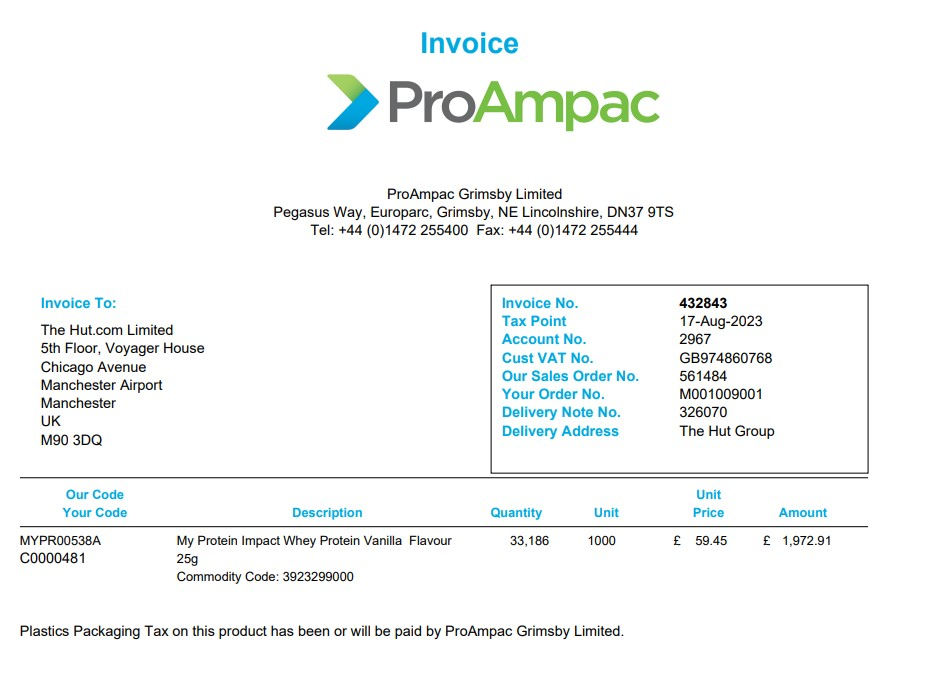 Invoice
ProAmpac
ProAmpac Grimsby Limited
Pegasus Way, Europarc, Grimsby, NE Lincolnshire, DN37 9TS
Tel: +44 (0)1472 255400 Fax: +44 (0)1472 255444
Invoice To:
The Hut.com Limited
5th Floor, Voyager House
Chicago Avenue
Manchester Airport
Manchester
UK
M90 3DQ
Invoice No. 432843
Tax Point 17-Aug-2023
Account No. 2967
Cust VAT No. GB974860768
Our Sales Order No. 561484
Your Order No. M001009001
Delivery Note No. 326070
Delivery Address The Hut Group
Our Code Unit
Your Code Description Quantity Unit Price Amount
MYPR00538A My Protein Impact Whey Protein Vanilla Flavour 33,186 1000 £ 59.45 £ 1,972.91
C0000481 25g
Commodity Code: 3923299000
Plastics Packaging Tax on this product has been or will be paid by ProAmpac Grimsby Limited.